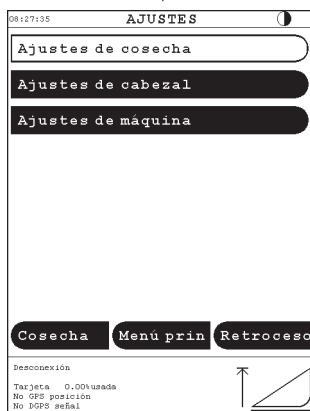 08:27:35 AJUSTES
Ajustes de cosecha
Ajustes de cabezal
Ajustes de máquina
Cosecha Menú prin Retroceso
Desconexión
Tarjeta 0.00%usada
No GPS posición
No DGPS señal